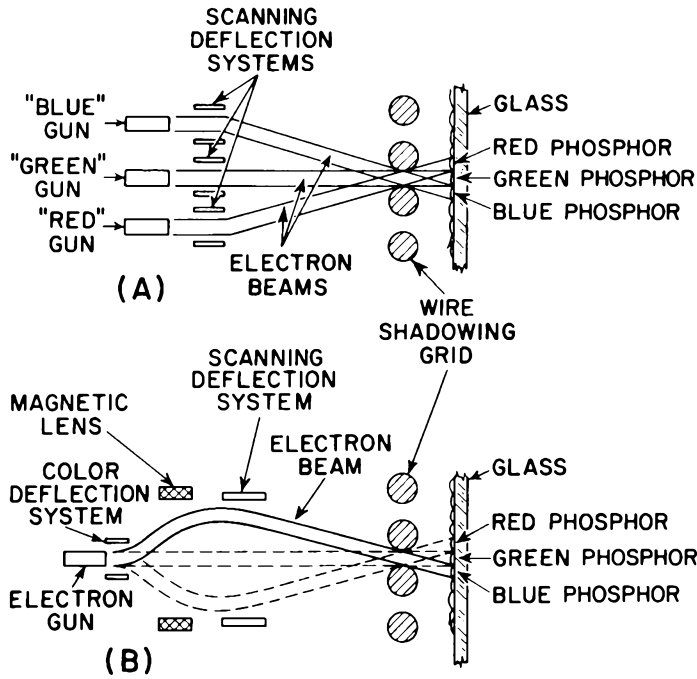 SCANNING
DEFLECTION
SYSTEMS
"BLUE"
GUN
"GREEN"
GUN
"RED"
GUN
ELECTRON
BEAMS
GLASS
RED PHOSPHOR
GREEN PHOSPHOR
BLUE PHOSPHOR
(A)
WIRE
SHADOWING
GRID
SCANNING
DEFLECTION
SYSTEM
MAGNETIC
LENS
ELECTRON
BEAM
COLOR
DEFLECTION
SYSTEM
GLASS
RED PHOSPHOR
GREEN PHOSPHOR
BLUE PHOSPHOR
ELECTRON
GUN
(B)